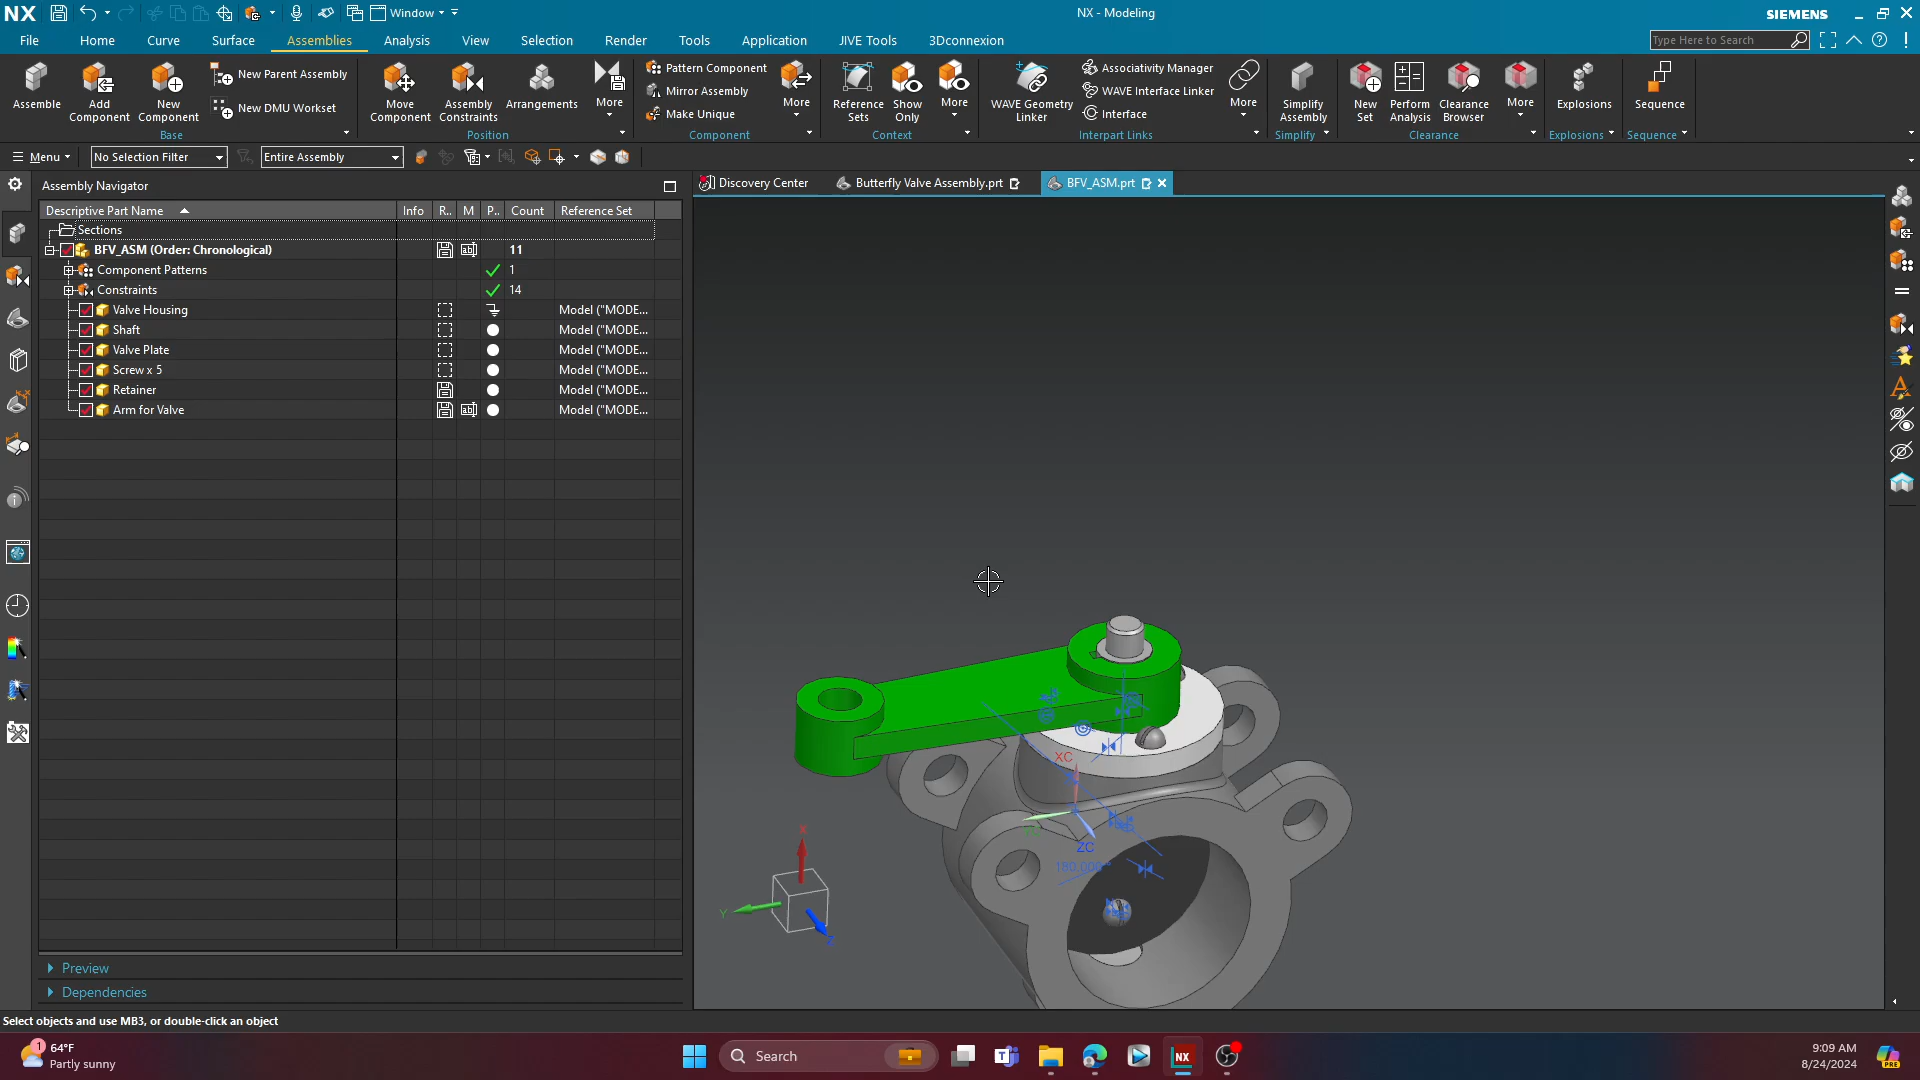 NX
Window
NX - Modeling
SIEMENS
File Home Curve Surface Assemblies Analysis View Selection Render Tools Application JIVE Tools 3Dconnexion
Type Here to Search
Assemble
Add Component
New Component
New Parent Assembly
New DMU Workset
Base
Move Component
Assembly Constraints
Arrangements
More
Position
Pattern Component
Mirror Assembly
Make Unique
More
Component
Reference Sets
Show Only
More
Context
WAVE Geometry Linker
Associativity Manager
WAVE Interface Linker
Interface
More
Interpart Links
Simplify Assembly
Simplify
New Set
Perform Analysis
Clearance Browser
More
Clearance
Explosions
Explosions
Sequence
Sequence
Menu
No Selection Filter
Entire Assembly
Assembly Navigator
Discovery Center
Butterfly Valve Assembly.prt
BFV_ASM.prt
Descriptive Part Name Info R.. M P.. Count Reference Set
Sections
BFV_ASM (Order: Chronological) 11
Component Patterns 1
Constraints 14
Valve Housing Model ("MODE...
Shaft Model ("MODE...
Valve Plate Model ("MODE...
Screw x 5 Model ("MODE...
Retainer Model ("MODE...
Arm for Valve Model ("MODE...
XC
ZC
X
Y
Z
Preview
Dependencies
Select objects and use MB3, or double-click an object
1
64°F
Partly sunny
Search
NX
9:09 AM
8/24/2024
PRE